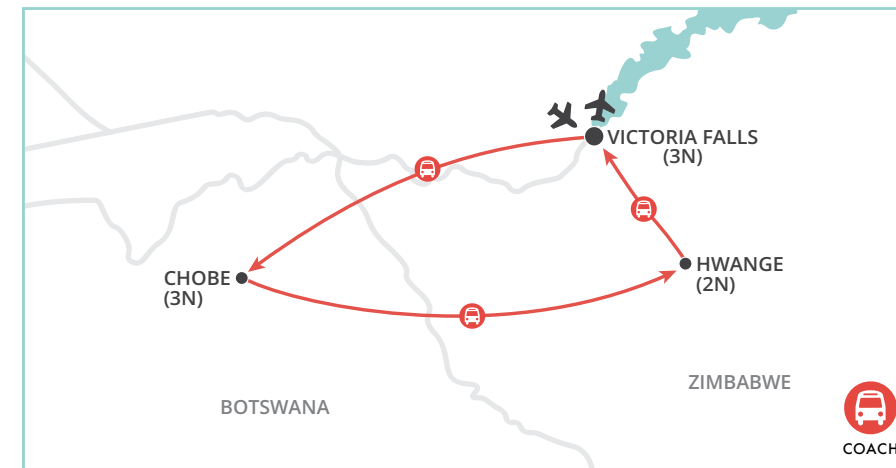 VICTORIA FALLS
(3N)
CHOBE
(3N)
HWANGE
(2N)
ZIMBABWE
BOTSWANA
COACH